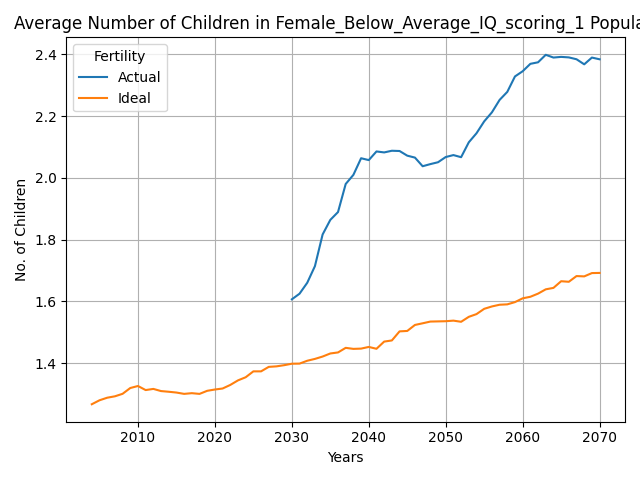 Average Number of Children in Female_Below_Average_IQ_scoring_1 Popula
Fertility
Actual
Ideal
No. of Children
2.4
2.2
2.0
1.8
1.6
1.4
2010
2020
2030
2040
2050
2060
2070
Years